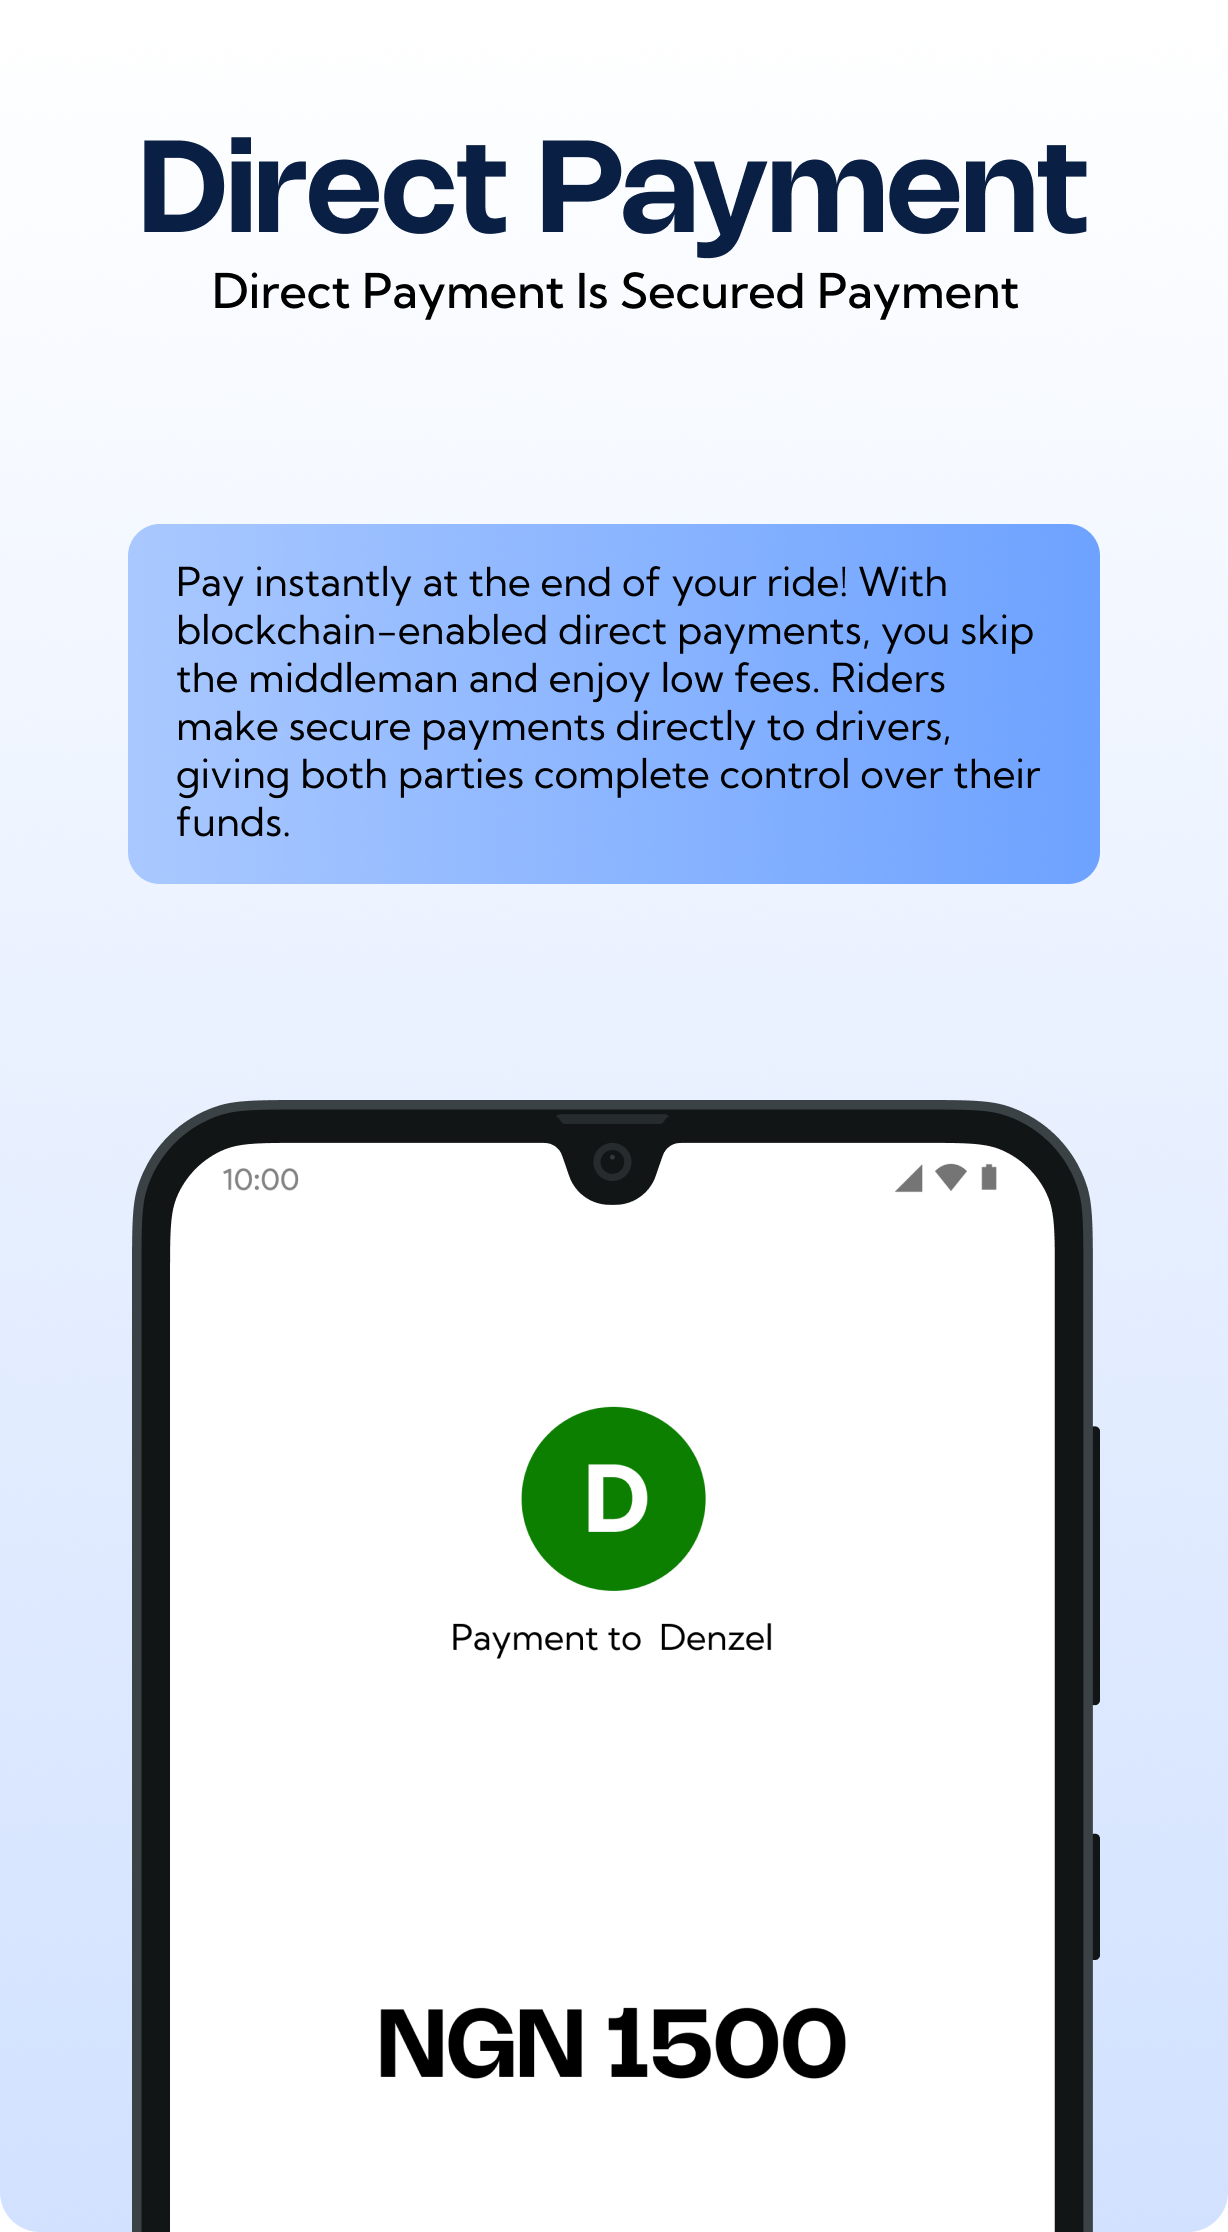 Direct Payment
Direct Payment Is Secured Payment
Pay instantly at the end of your ride! With
blockchain-enabled direct payments, you skip
the middleman and enjoy low fees. Riders
make secure payments directly to drivers,
giving both parties complete control over their
funds.
10:00
D
Payment to  Denzel
NGN 1500